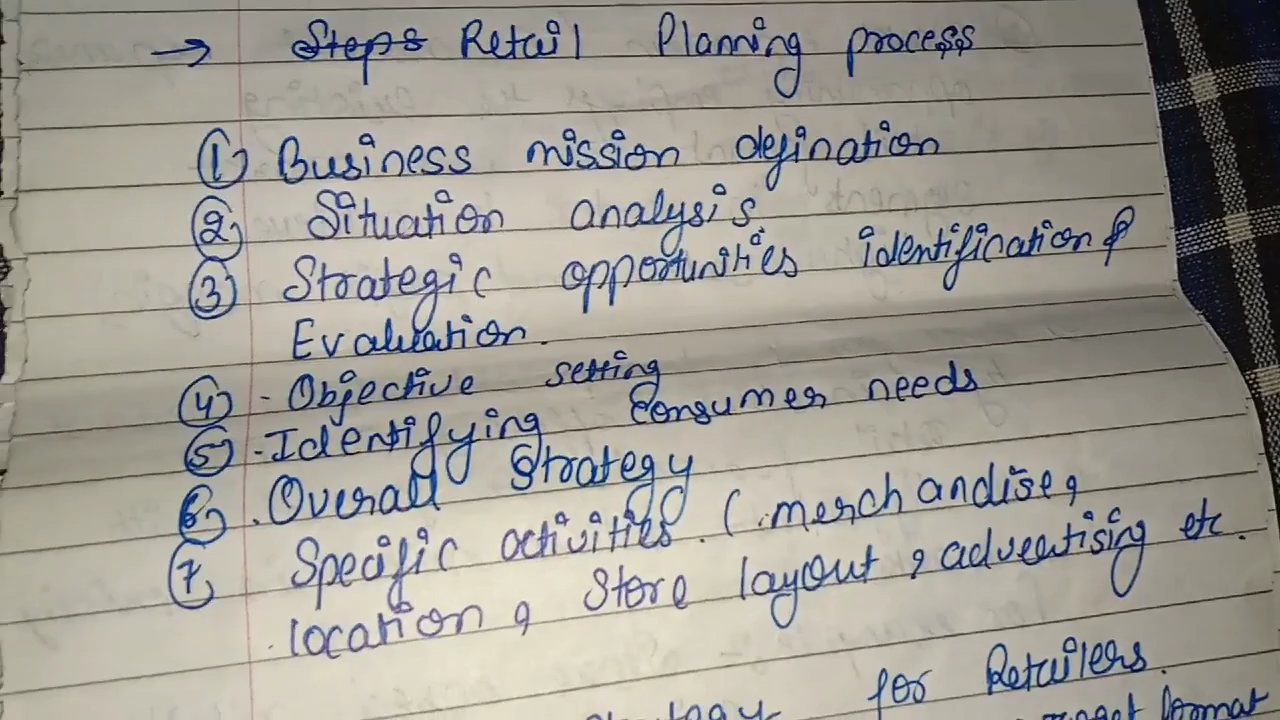 → Steps Retail Planning process
① Business mission defination
② Situation analysis.
③ Strategic opportunities identification &
Evaluation.
④ - Objective setting
⑤ - Identifying consumer needs
⑥ . Overall Strategy
⑦ Specific activities. ( merchandise,
location, Store layout, advertising etc.
for Retailers.
format